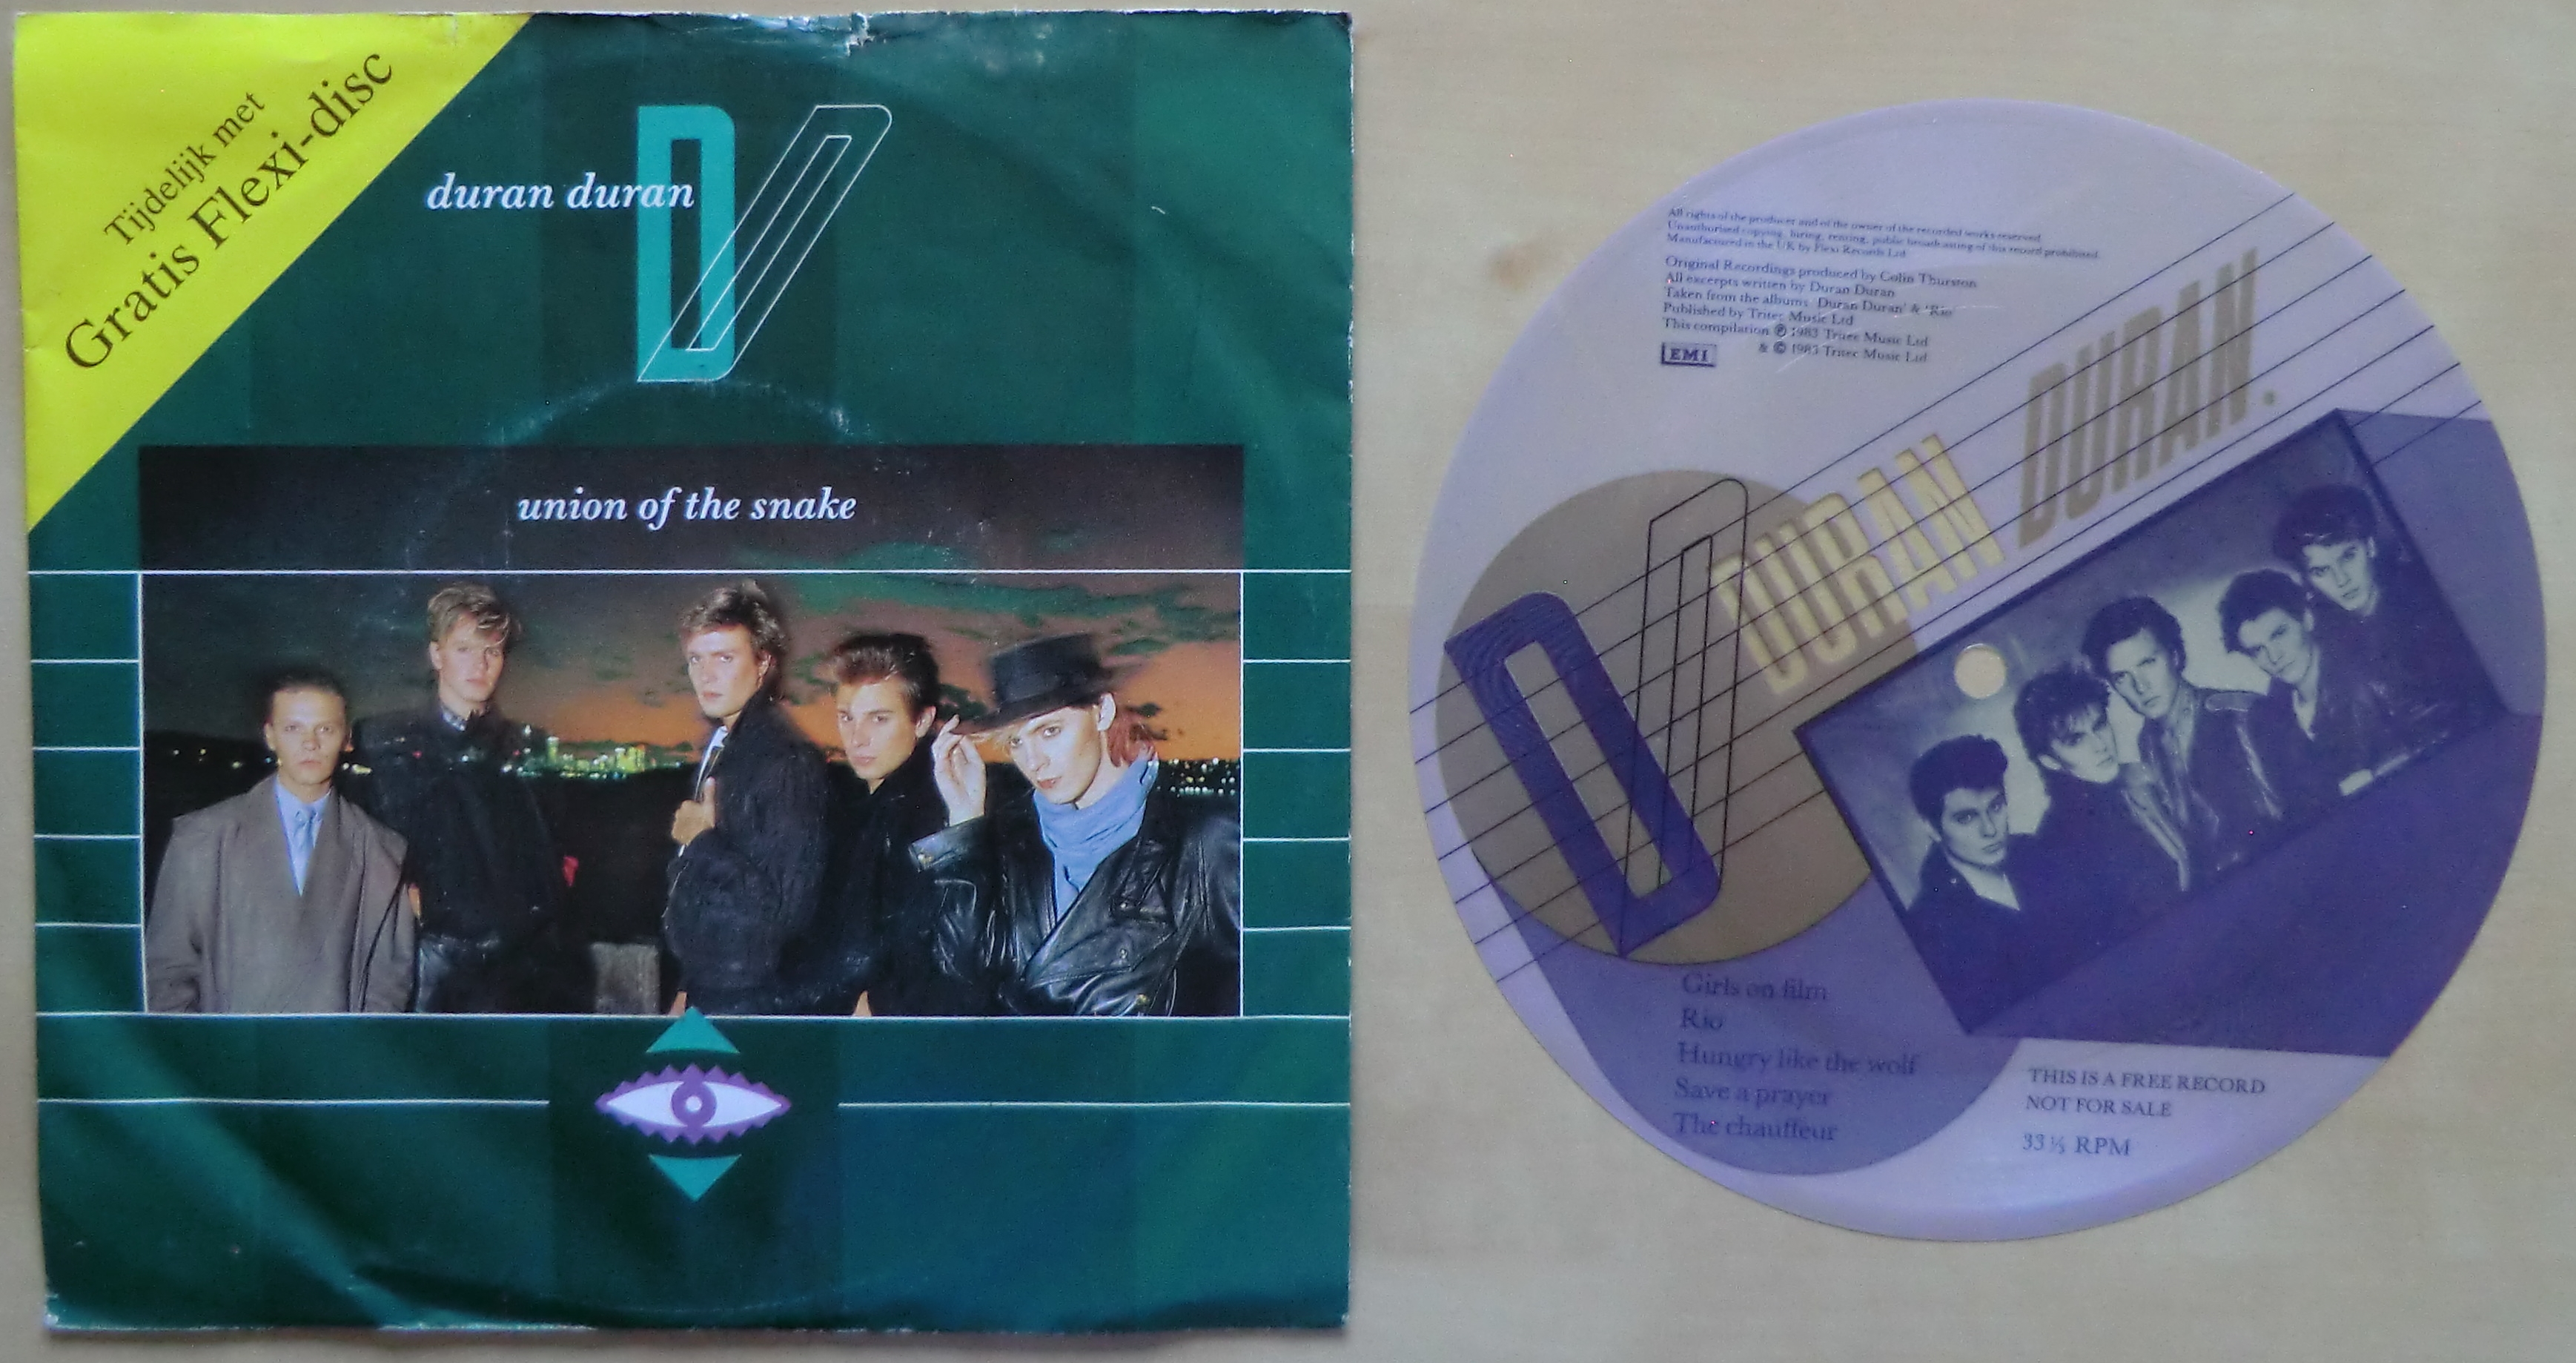 Tijdelijk met
Gratis Flexi-disc
duran duran
union of the snake
All rights of the producer and of the owner of the recorded works reserved
Unauthorised copying, hiring, renting, public broadcasting of this record prohibited
Manufactured in the UK by Flexi Records Ltd
Original Recordings produced by Colin Thurston
All excerpts written by Duran Duran
Taken from the albums 'Duran Duran' & 'Rio'
Published by Tritec Music Ltd
This compilation ℗ 1983 Tritec Music Ltd
& © 1983 Tritec Music Ltd
EMI
DURAN DURAN.
Girls on film
Rio
Hungry like the wolf
Save a prayer
The chauffeur
THIS IS A FREE RECORD
NOT FOR SALE
33⅓ RPM